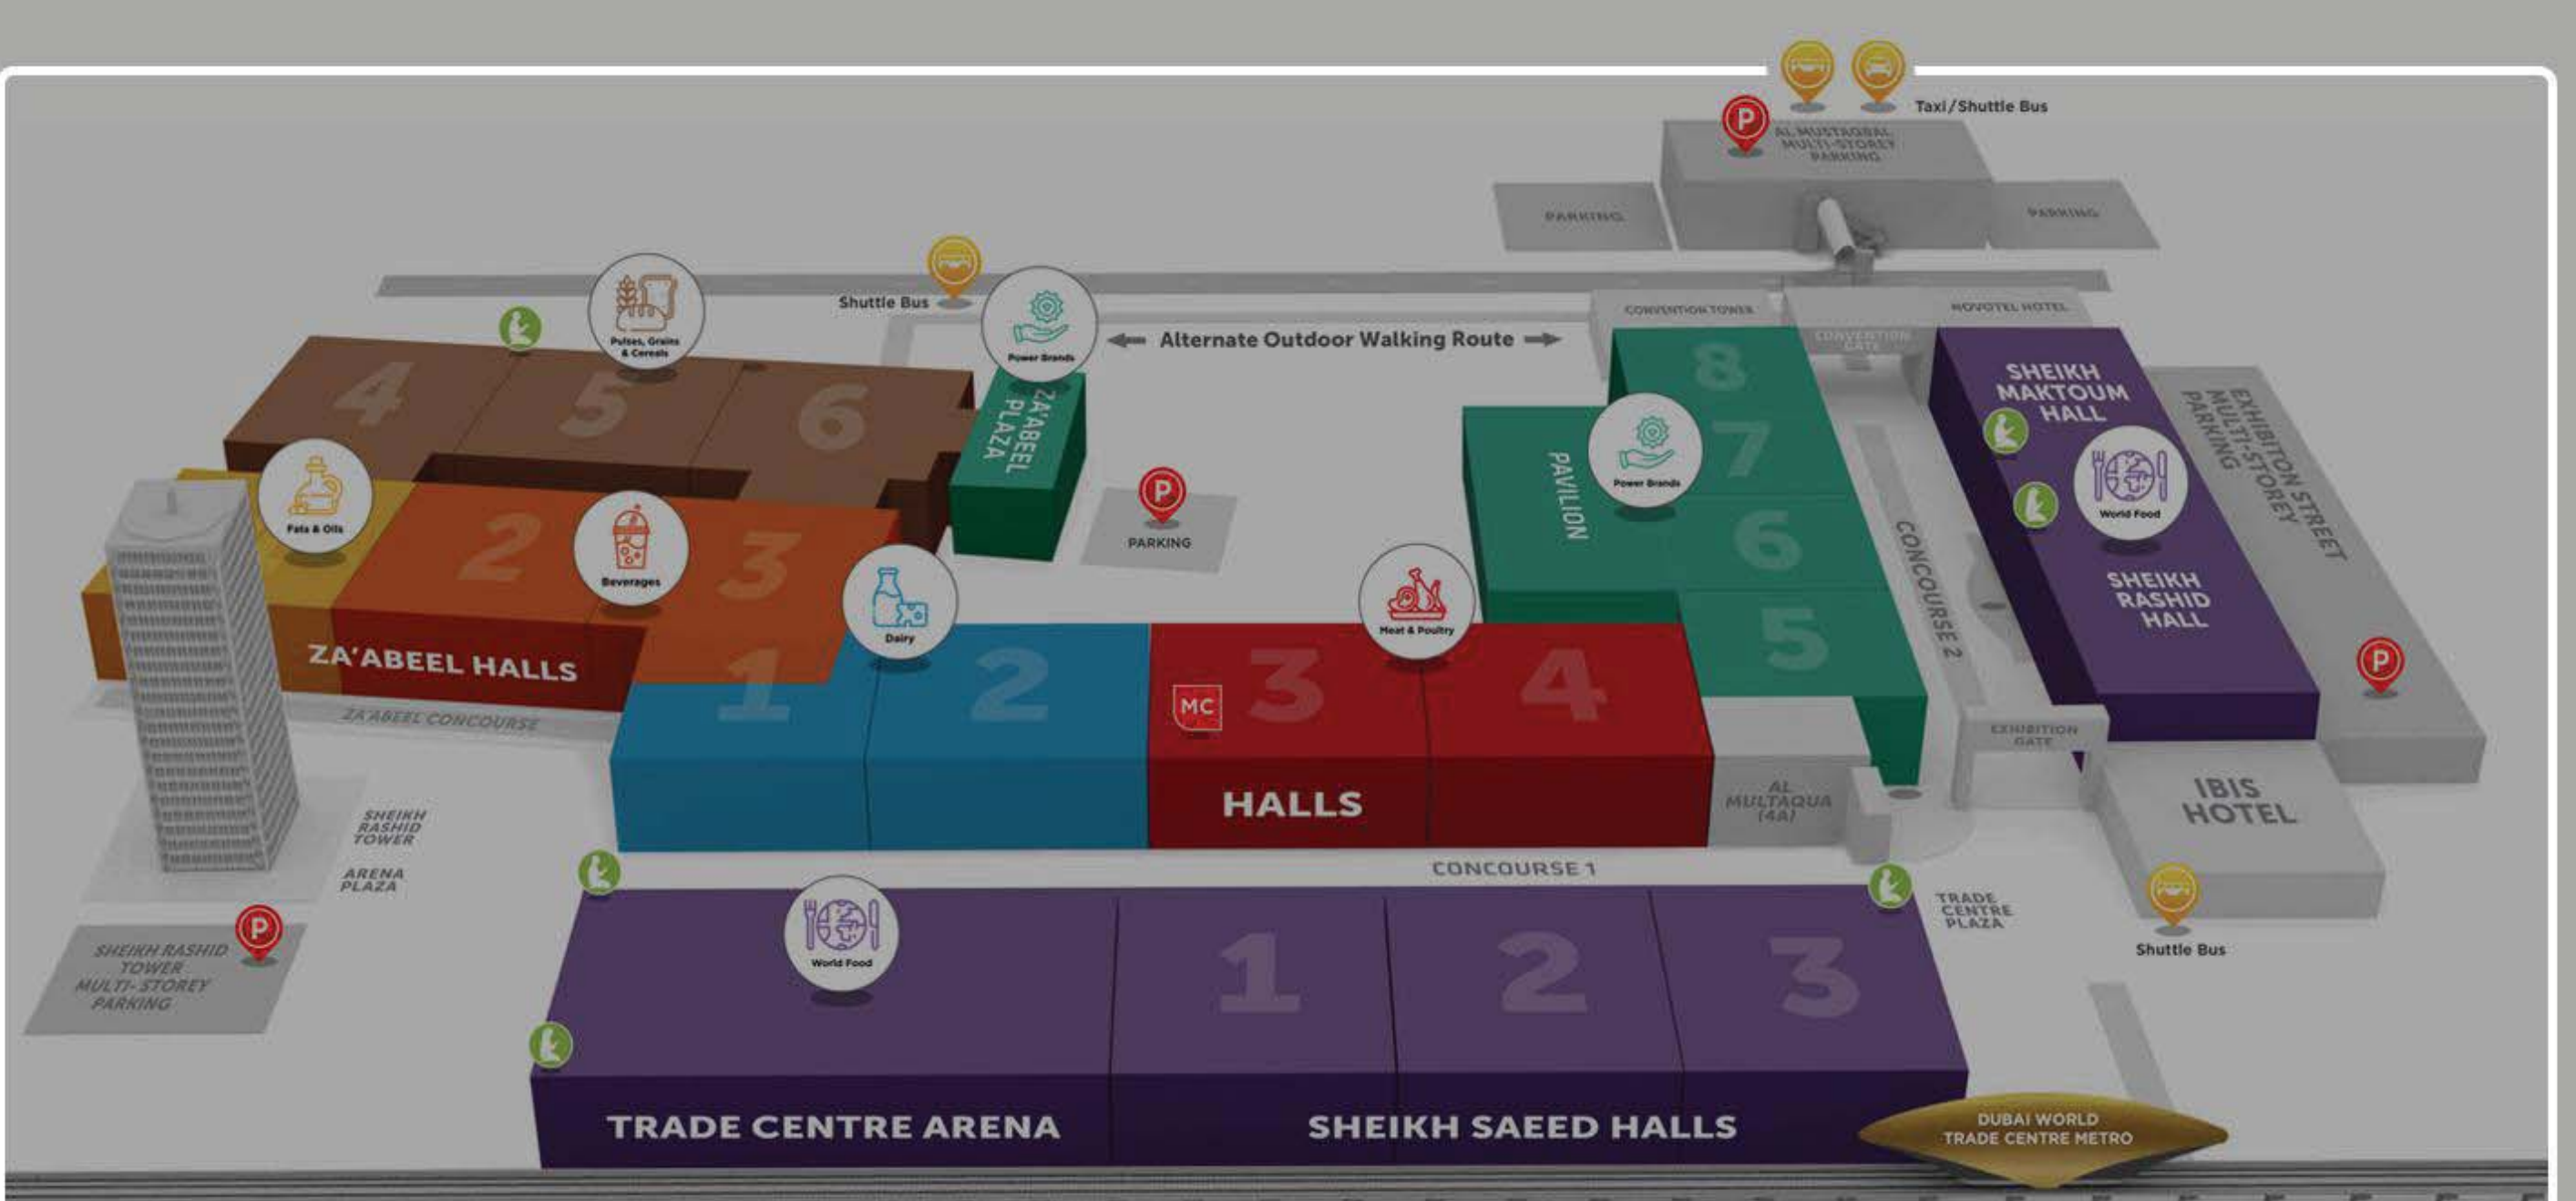 Taxi/Shuttle Bus
P
AL MUSTAQBAL
MULTI-STOREY
PARKING
PARKING
PARKING
Shuttle Bus
Pulses, Grains
& Cereals
Power Brands
Alternate Outdoor Walking Route
CONVENTION TOWER
NOVOTEL HOTEL
CONVENTION
GATE
4
5
6
ZA'ABEEL
PLAZA
8
7
6
5
PAVILION
Power Brands
SHEIKH
MAKTOUM
HALL
World Food
SHEIKH
RASHID
HALL
EXHIBITON STREET
MULTI-STOREY
PARKING
P
Fats & Oils
2
Beverages
3
ZA'ABEEL HALLS
ZA'ABEEL CONCOURSE
P
PARKING
Dairy
Meat & Poultry
1
2
MC
3
4
HALLS
CONCOURSE 2
EXHIBITION
GATE
AL
MULTAQUA
(4A)
IBIS
HOTEL
SHEIKH
RASHID
TOWER
ARENA
PLAZA
CONCOURSE 1
TRADE
CENTRE
PLAZA
Shuttle Bus
P
SHEIKH RASHID
TOWER
MULTI-STOREY
PARKING
World Food
1
2
3
TRADE CENTRE ARENA
SHEIKH SAEED HALLS
DUBAI WORLD
TRADE CENTRE METRO